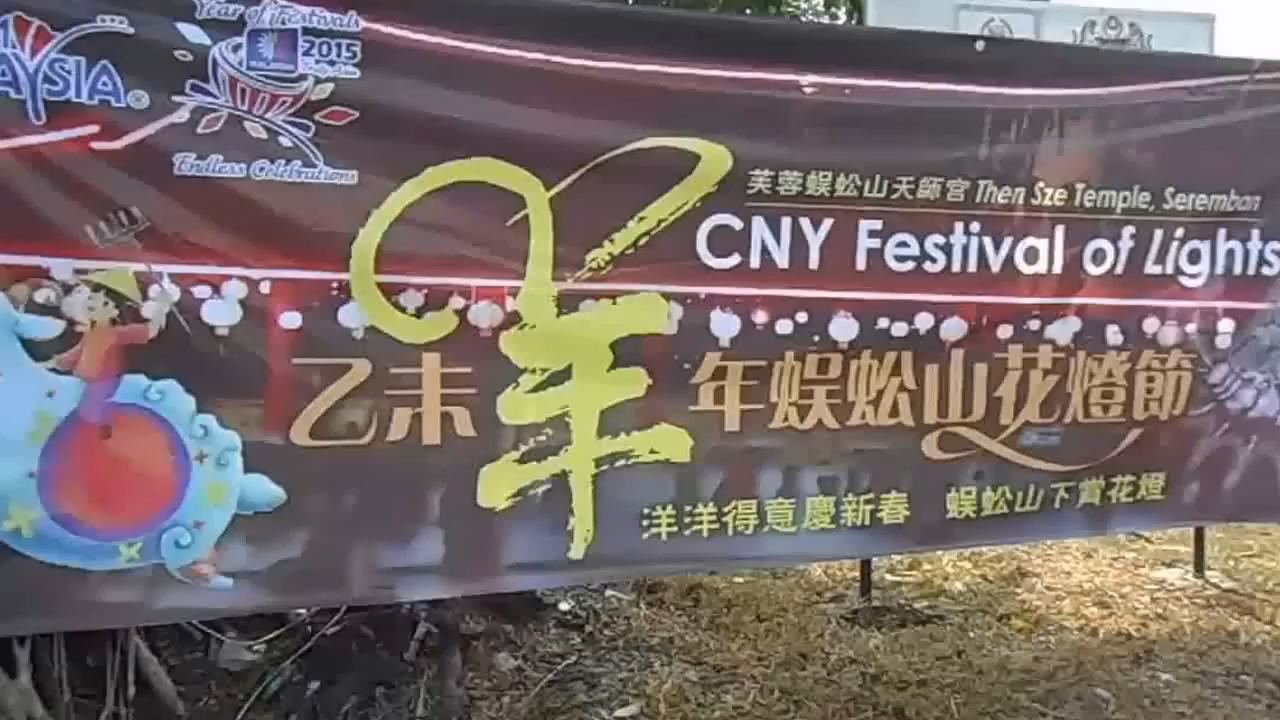 1
MALAYSIA®
Year of Festivals
2015
Endless Celebrations
芙蓉蜈蚣山天師宮 Then Sze Temple, Seremban
CNY Festival of Lights
乙未羊年蜈蚣山花燈節
洋洋得意慶新春 蜈蚣山下賞花燈